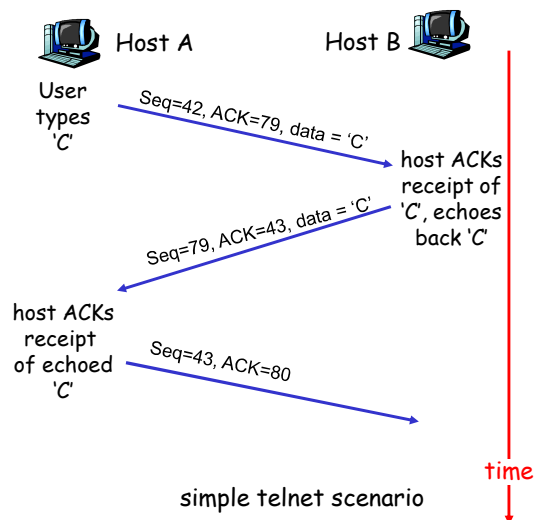 Host A
Host B
User
types
‘C’
Seq=42, ACK=79, data = ‘C’
host ACKs
receipt of
‘C’, echoes
back ‘C’
Seq=79, ACK=43, data = ‘C’
host ACKs
receipt
of echoed
‘C’
Seq=43, ACK=80
time
simple telnet scenario